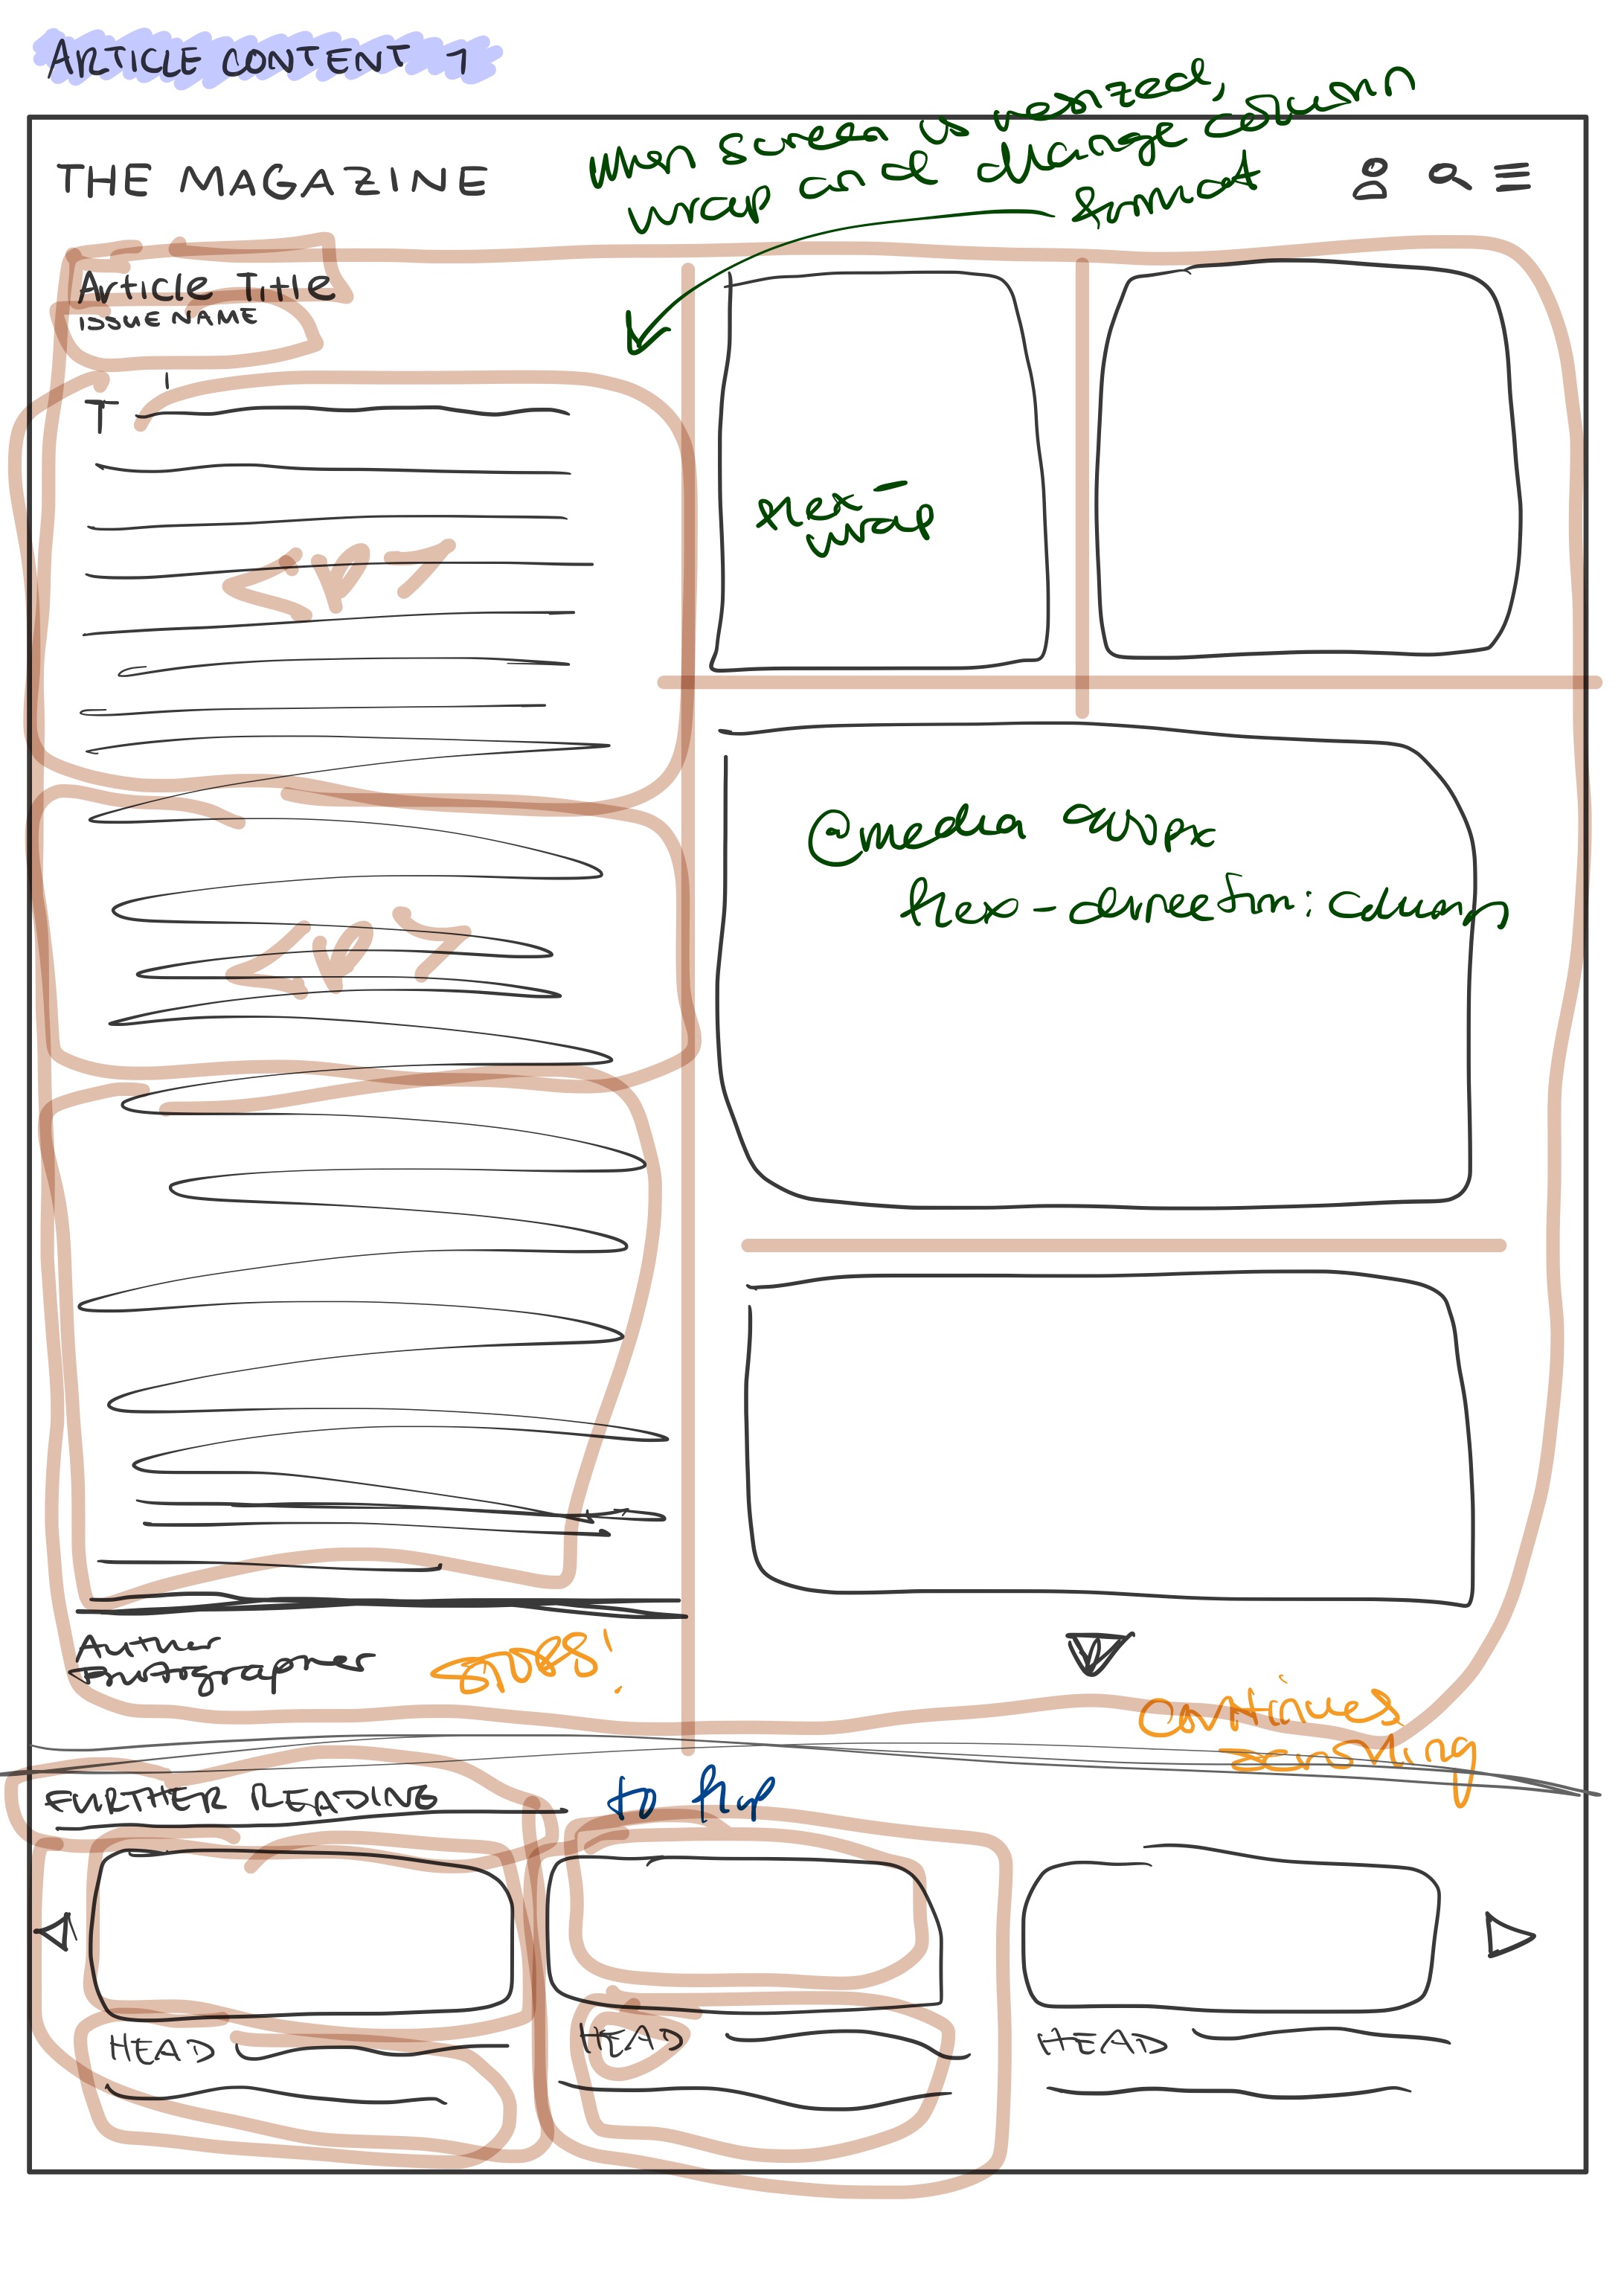 ARTICLE CONTENT 1
when screen is resized,
wrap and change column
format
THE MAGAZINE
Article Title
ISSUE NAME
T
flex-
wrap
<p>
@media
flex-direction: column
<p>
Author
Photographer
STOPS!
Continues
scrolling
FURTHER READING
to flip
HEAD
HEAD
HEAD